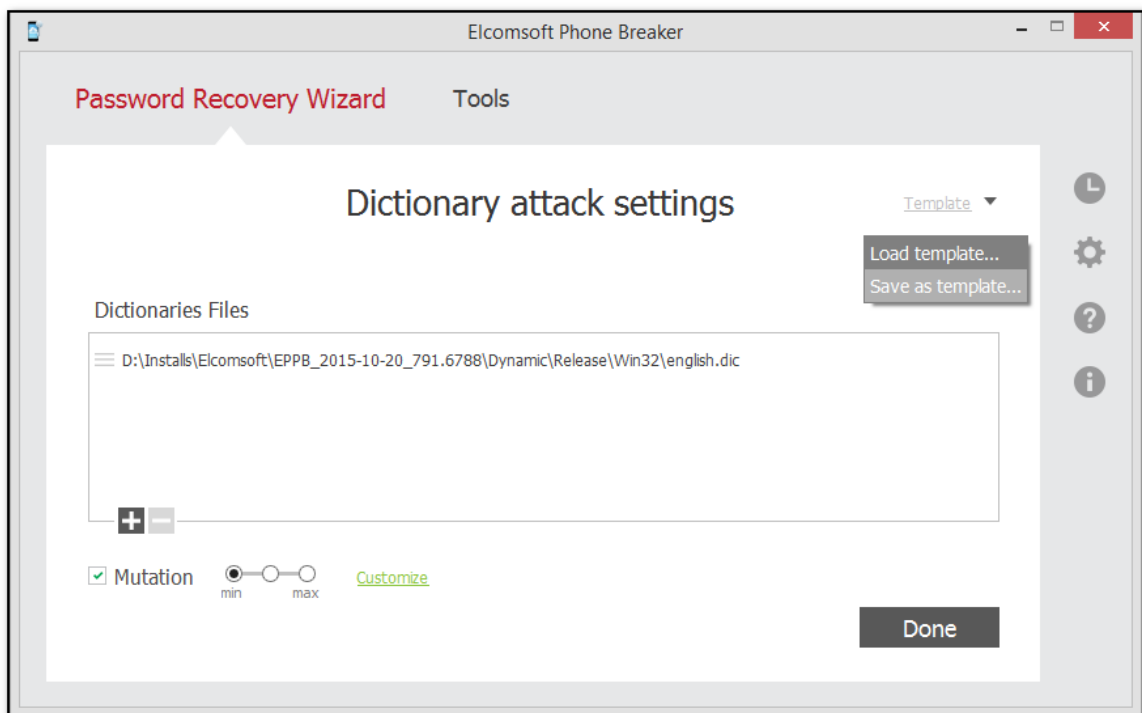 Elcomsoft Phone Breaker
Password Recovery Wizard Tools
Dictionary attack settings
Template
Load template...
Save as template...
Dictionaries Files
D:\Installs\Elcomsoft\EPPB_2015-10-20_791.6788\Dynamic\Release\Win32\english.dic
Mutation
min max
Customize
Done